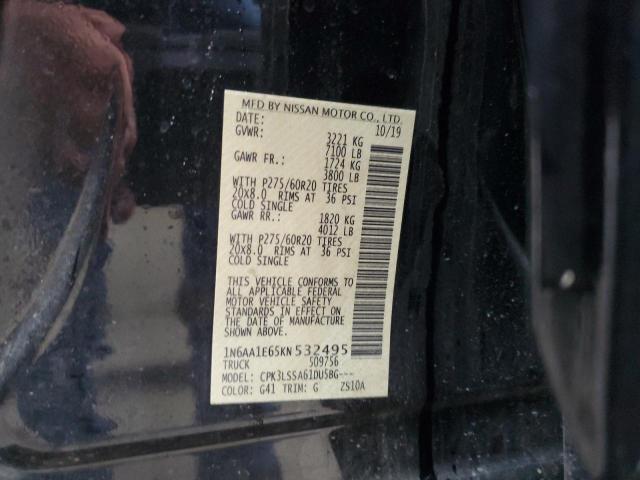 MFD BY NISSAN MOTOR CO., LTD.
DATE: 10/19
GVWR: 3221 KG
7100 LB
GAWR FR.: 1724 KG
3800 LB
WITH P275/60R20 TIRES
20X8.0 RIMS AT 36 PSI
COLD SINGLE
GAWR RR.: 1820 KG
4012 LB
WITH P275/60R20 TIRES
20X8.0 RIMS AT 36 PSI
COLD SINGLE
THIS VEHICLE CONFORMS TO
ALL APPLICABLE FEDERAL
MOTOR VEHICLE SAFETY
STANDARDS IN EFFECT ON
THE DATE OF MANUFACTURE
SHOWN ABOVE.
1N6AA1E65KN532495
TRUCK 509756
MODEL: CPK3LSSA61DU5BG---
COLOR: G41 TRIM: G ZS10A